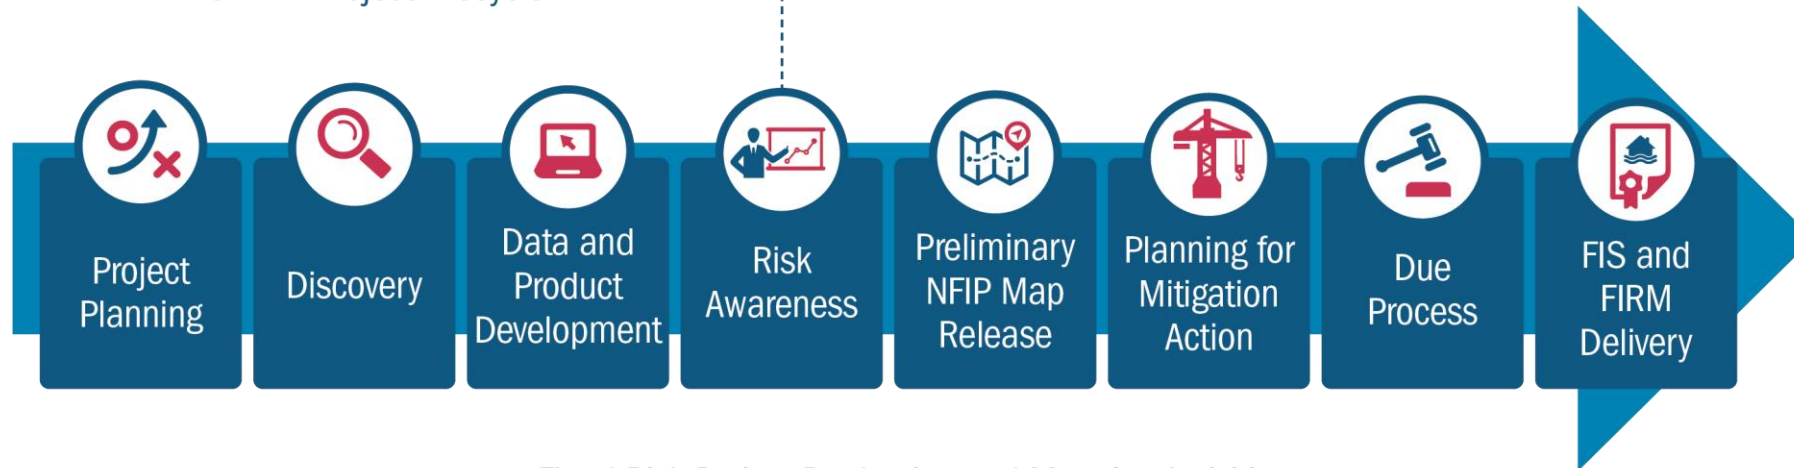 Project
Planning
Discovery
Data and
Product
Development
Risk
Awareness
Preliminary
NFIP Map
Release
Planning for
Mitigation
Action
Due
Process
FIS and
FIRM
Delivery